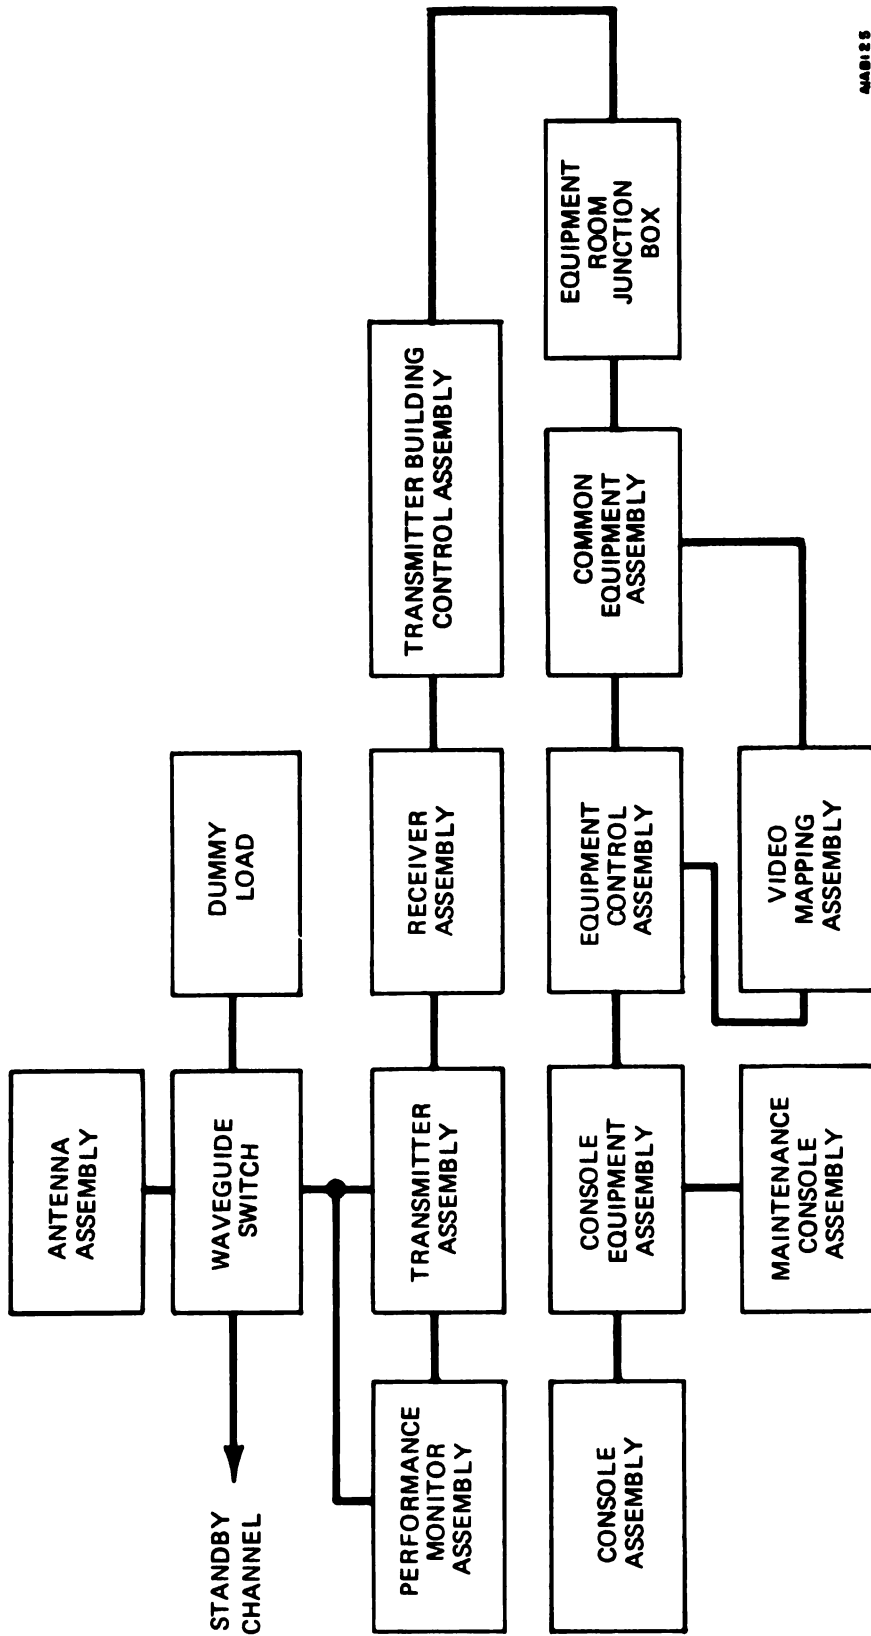 ANTENNA
ASSEMBLY
STANDBY
CHANNEL
WAVEGUIDE
SWITCH
DUMMY
LOAD
PERFORMANCE
MONITOR
ASSEMBLY
TRANSMITTER
ASSEMBLY
RECEIVER
ASSEMBLY
TRANSMITTER BUILDING
CONTROL ASSEMBLY
CONSOLE
ASSEMBLY
CONSOLE
EQUIPMENT
ASSEMBLY
EQUIPMENT
CONTROL
ASSEMBLY
COMMON
EQUIPMENT
ASSEMBLY
EQUIPMENT
ROOM
JUNCTION
BOX
MAINTENANCE
CONSOLE
ASSEMBLY
VIDEO
MAPPING
ASSEMBLY